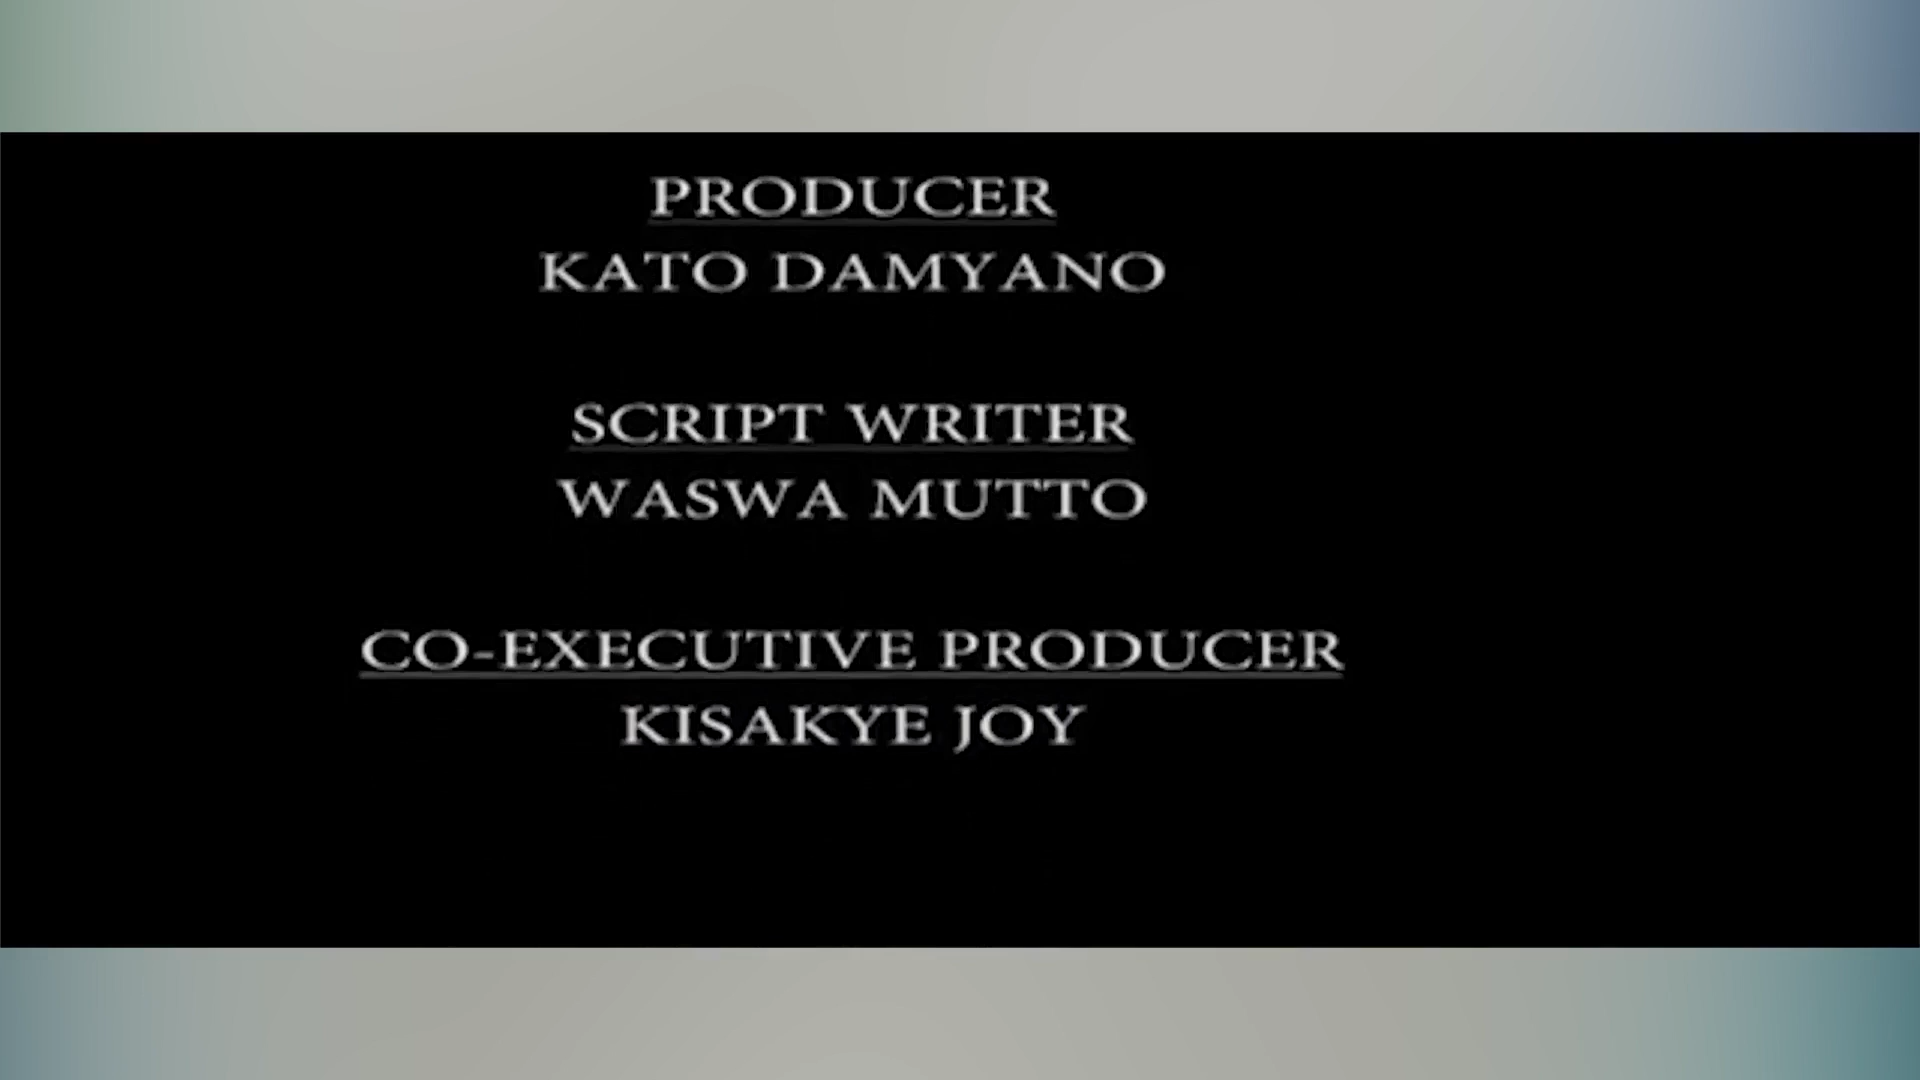 PRODUCER
KATO DAMYANO
SCRIPT WRITER
WASWA MUTTO
CO-EXECUTIVE PRODUCER
KISAKYE JOY